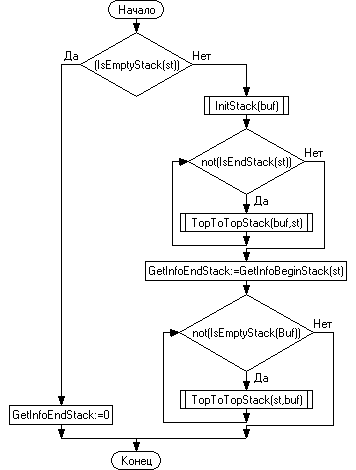 Начало
Да
Нет
(IsEmptyStack(st))
InitStack(buf)
not(IsEndStack(st))
Нет
Да
TopToTopStack(buf,st)
GetInfoEndStack:=GetInfoBeginStack(st)
not(IsEmptyStack(Buf))
Нет
Да
TopToTopStack(st,buf)
GetInfoEndStack:=0
Конец